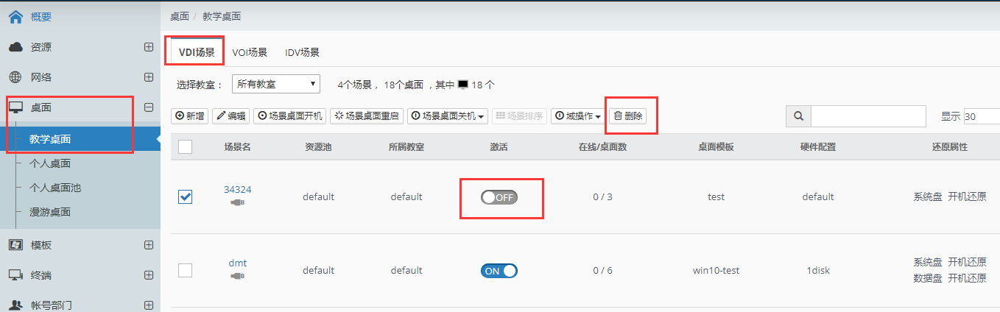 概要
资源
网络
桌面
教学桌面
个人桌面
个人桌面池
漫游桌面
模板
终端
帐号部门
桌面 / 教学桌面
VDI场景 VOI场景 IDV场景
选择教室： 所有教室 4个场景 ，18个桌面 ，其中 18 个
新增 编辑 场景桌面开机 场景桌面重启 场景桌面关机 场景排序 域操作 删除 显示 30
场景名 资源池 所属教室 激活 在线/桌面数 桌面模板 硬件配置 还原属性
34324 default default OFF 0 / 3 test default 系统盘 开机还原
dmt default default ON 0 / 6 win10-test 1disk 系统盘 开机还原
数据盘 开机还原